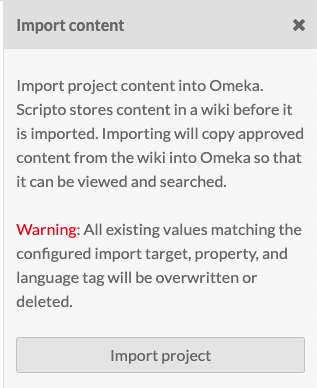 Import content
Import project content into Omeka.
Scripto stores content in a wiki before it
is imported. Importing will copy approved
content from the wiki into Omeka so that
it can be viewed and searched.
Warning: All existing values matching the
configured import target, property, and
language tag will be overwritten or
deleted.
Import project